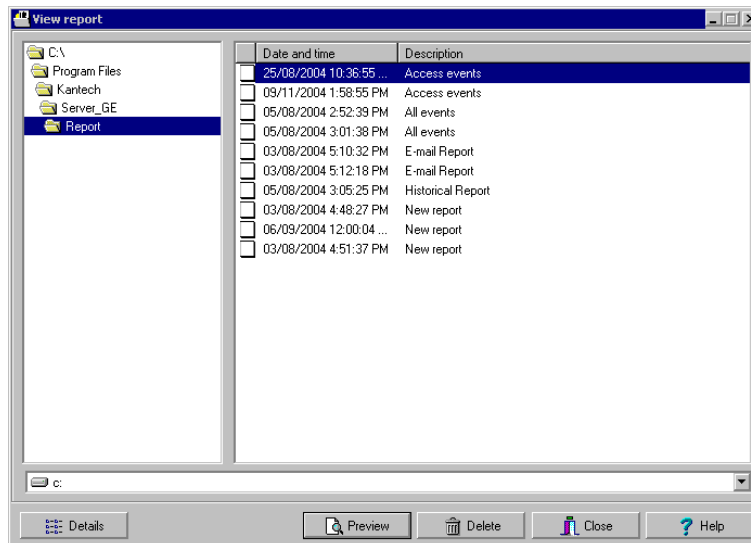 View report
C:\
Program Files
Kantech
Server_GE
Report
Date and time Description
25/08/2004 10:36:55 ... Access events
09/11/2004 1:58:55 PM Access events
05/08/2004 2:52:39 PM All events
05/08/2004 3:01:38 PM All events
03/08/2004 5:10:32 PM E-mail Report
03/08/2004 5:12:18 PM E-mail Report
05/08/2004 3:05:25 PM Historical Report
03/08/2004 4:48:27 PM New report
06/09/2004 12:00:04 ... New report
03/08/2004 4:51:37 PM New report
c:
Details Preview Delete Close Help